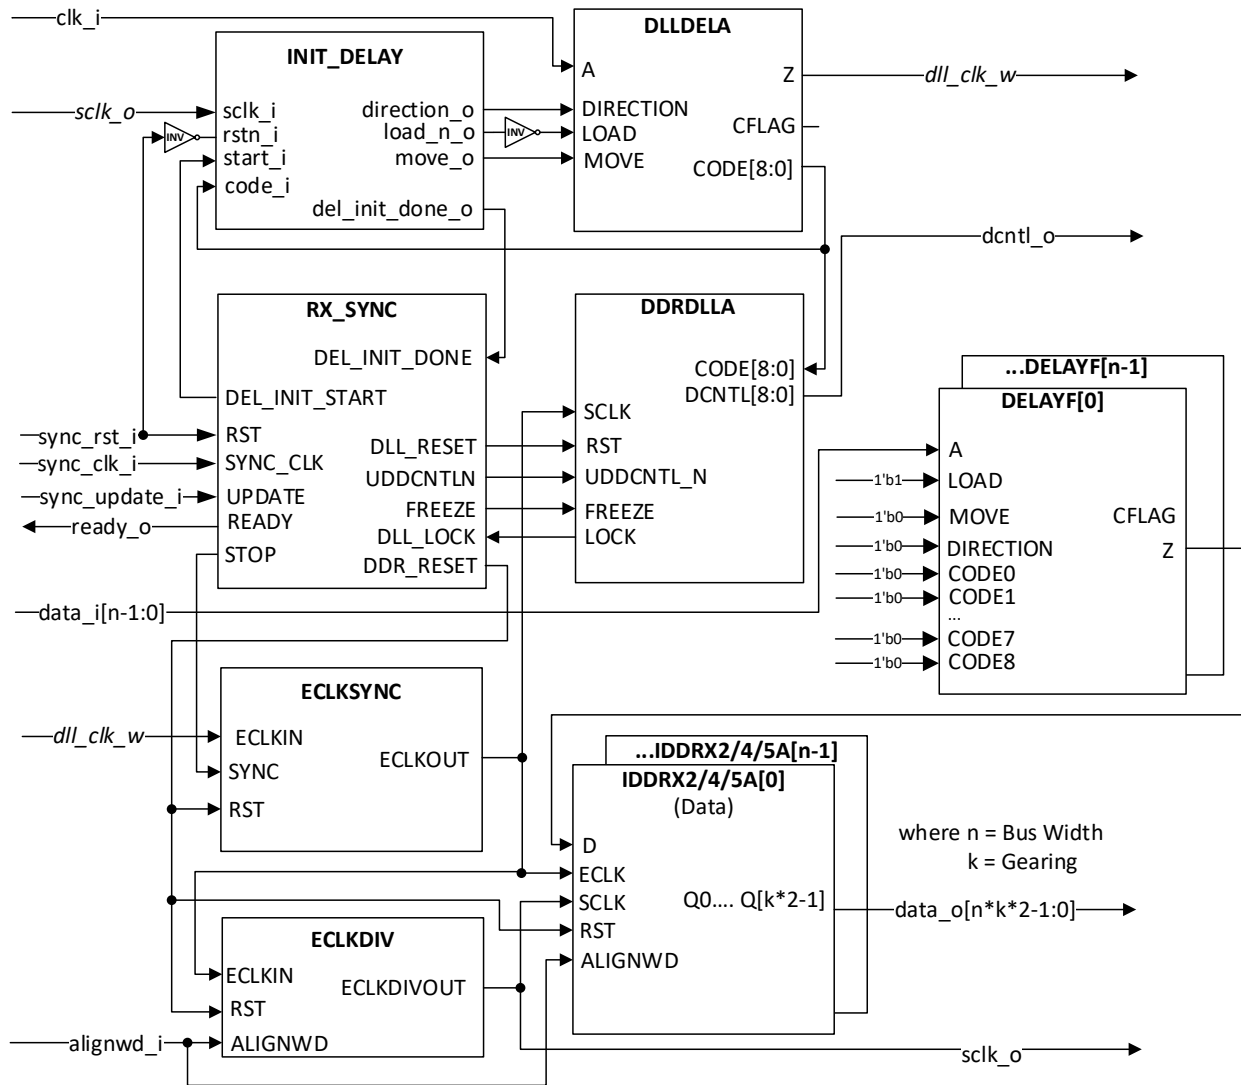 clk_i
DLLDELA
INIT_DELAY
A
Z
dll_clk_w
sclk_o
sclk_i
direction_o
DIRECTION
CFLAG
INV
rstn_i
load_n_o
INV
LOAD
start_i
move_o
MOVE
CODE[8:0]
code_i
del_init_done_o
dcntl_o
RX_SYNC
DDRDLLA
DEL_INIT_DONE
CODE[8:0]
DCNTL[8:0]
...DELAYF[n-1]
DELAYF[0]
DEL_INIT_START
SCLK
sync_rst_i
RST
DLL_RESET
RST
A
sync_clk_i
SYNC_CLK
UDDCNTLN
UDDCNTL_N
1'b1
LOAD
sync_update_i
UPDATE
FREEZE
FREEZE
1'b0
MOVE
CFLAG
ready_o
READY
DLL_LOCK
LOCK
1'b0
DIRECTION
Z
STOP
DDR_RESET
1'b0
CODE0
data_i[n-1:0]
1'b0
CODE1
...
1'b0
CODE7
1'b0
CODE8
ECLKSYNC
dll_clk_w
ECLKIN
ECLKOUT
SYNC
RST
...IDDRX2/4/5A[n-1]
IDDRX2/4/5A[0]
(Data)
D
where n = Bus Width
k = Gearing
ECLK
SCLK
Q0.... Q[k*2-1]
data_o[n*k*2-1:0]
RST
ALIGNWD
ECLKDIV
ECLKIN
ECLKDIVOUT
RST
alignwd_i
ALIGNWD
sclk_o